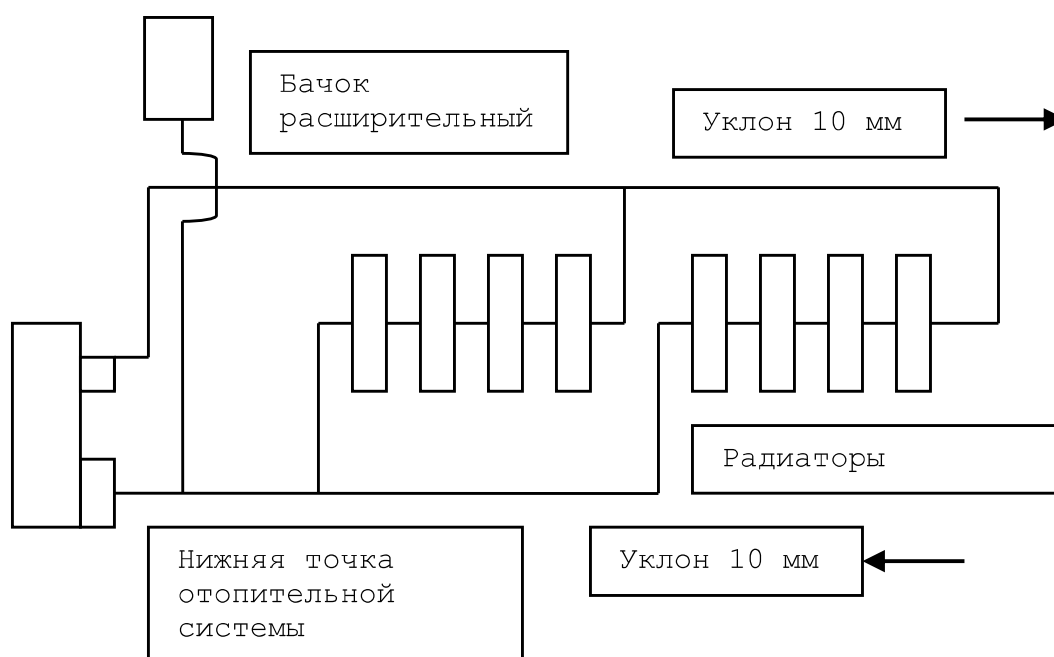 Бачок
расширительный
Уклон 10 мм
Радиаторы
Нижняя точка
отопительной
системы
Уклон 10 мм